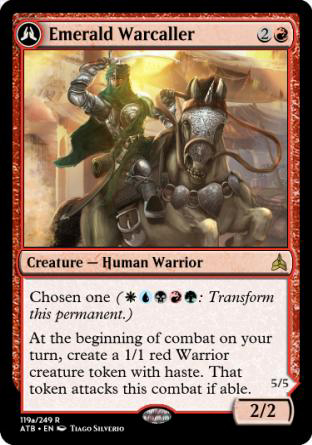 Emerald Warcaller 2
Creature — Human Warrior
Chosen one ( : Transform
this permanent.)
At the beginning of combat on your
turn, create a 1/1 red Warrior
creature token with haste. That
token attacks this combat if able.
5/5
2/2
119a/249 R
ATB • EN Tiago Silverio